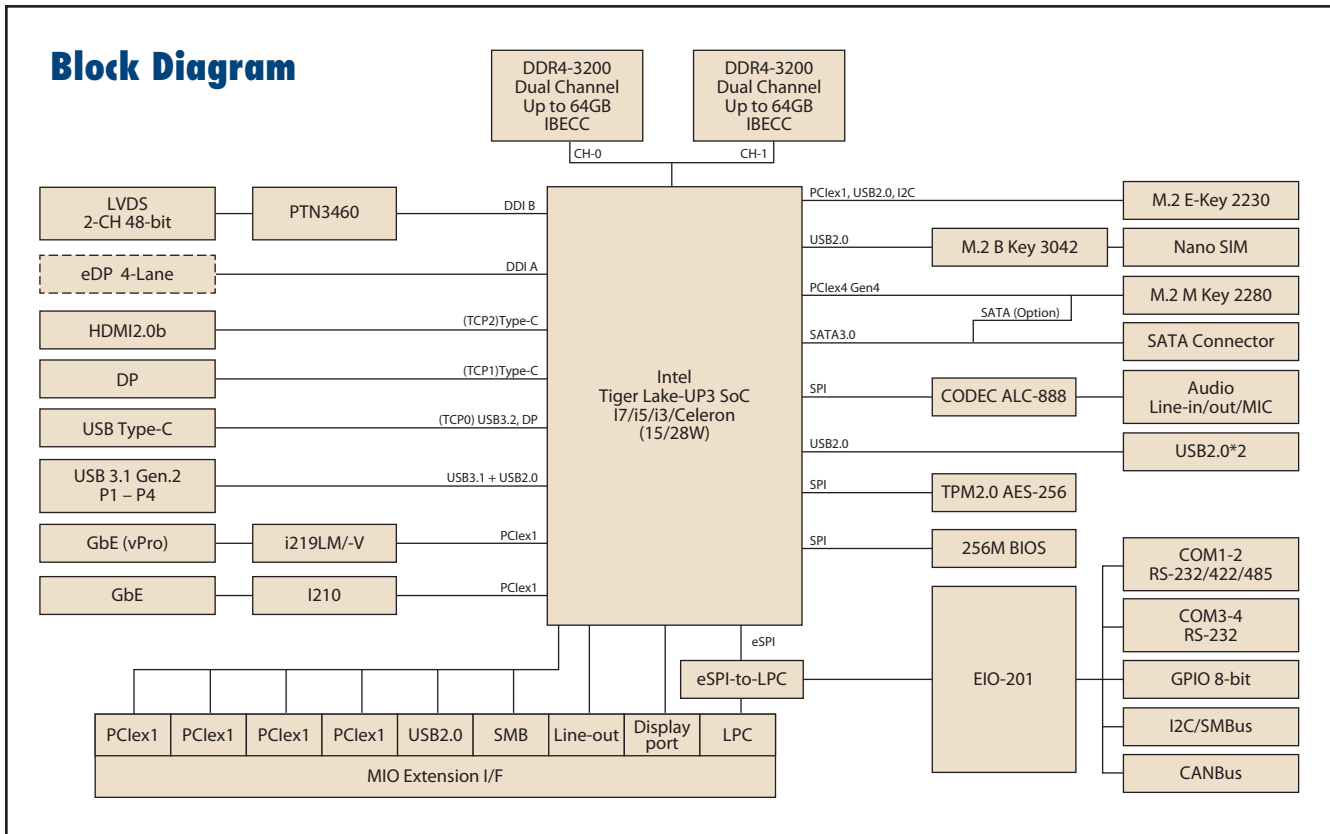 Block Diagram
DDR4-3200
Dual Channel
Up to 64GB
IBECC
DDR4-3200
Dual Channel
Up to 64GB
IBECC
CH-0
CH-1
LVDS
2-CH 48-bit
PTN3460
DDI B
eDP 4-Lane
DDI A
HDMI2.0b
(TCP2)Type-C
DP
(TCP1)Type-C
USB Type-C
(TCP0) USB3.2, DP
USB 3.1 Gen.2
P1 – P4
USB3.1 + USB2.0
GbE (vPro)
i219LM/-V
PCIex1
GbE
I210
PCIex1
Intel
Tiger Lake-UP3 SoC
I7/i5/i3/Celeron
(15/28W)
PCIex1, USB2.0, I2C
M.2 E-Key 2230
USB2.0
M.2 B Key 3042
Nano SIM
PCIex4 Gen4
M.2 M Key 2280
SATA (Option)
SATA3.0
SATA Connector
SPI
CODEC ALC-888
Audio
Line-in/out/MIC
USB2.0
USB2.0*2
SPI
TPM2.0 AES-256
SPI
256M BIOS
eSPI
eSPI-to-LPC
EIO-201
COM1-2
RS-232/422/485
COM3-4
RS-232
GPIO 8-bit
I2C/SMBus
CANBus
PCIex1
PCIex1
PCIex1
PCIex1
USB2.0
SMB
Line-out
Display
port
LPC
MIO Extension I/F